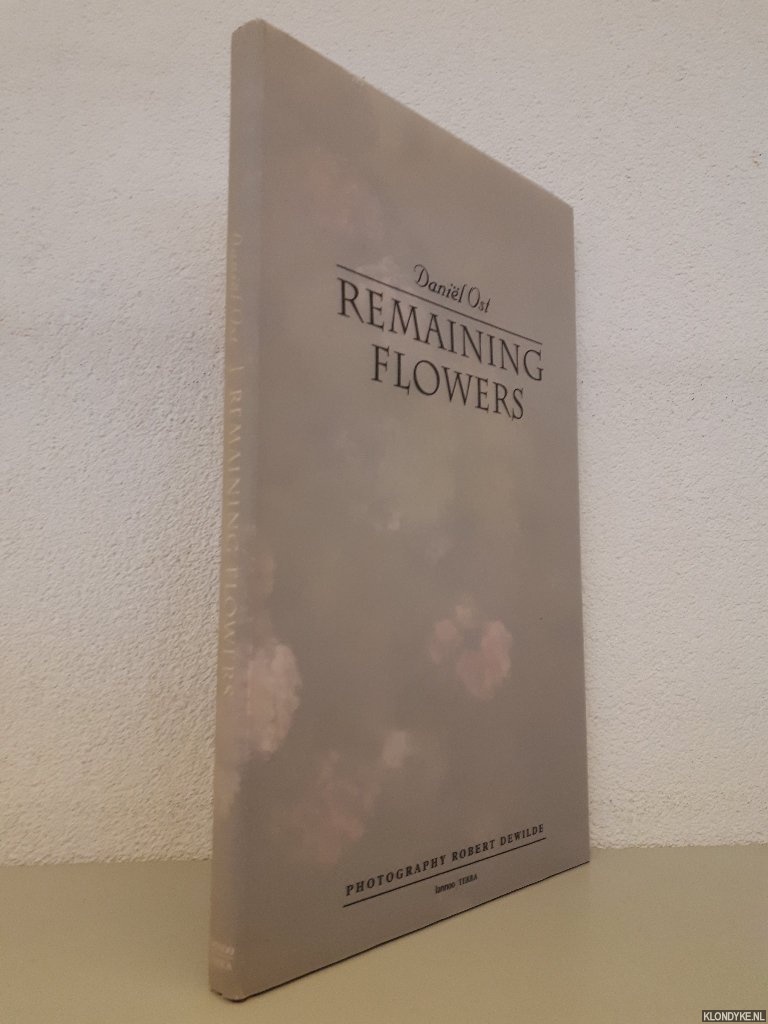 Daniël Ost
REMAINING
FLOWERS
PHOTOGRAPHY ROBERT DEWILDE
lannoo TERRA
Daniël Ost | REMAINING FLOWERS
KLONDYKE.NL